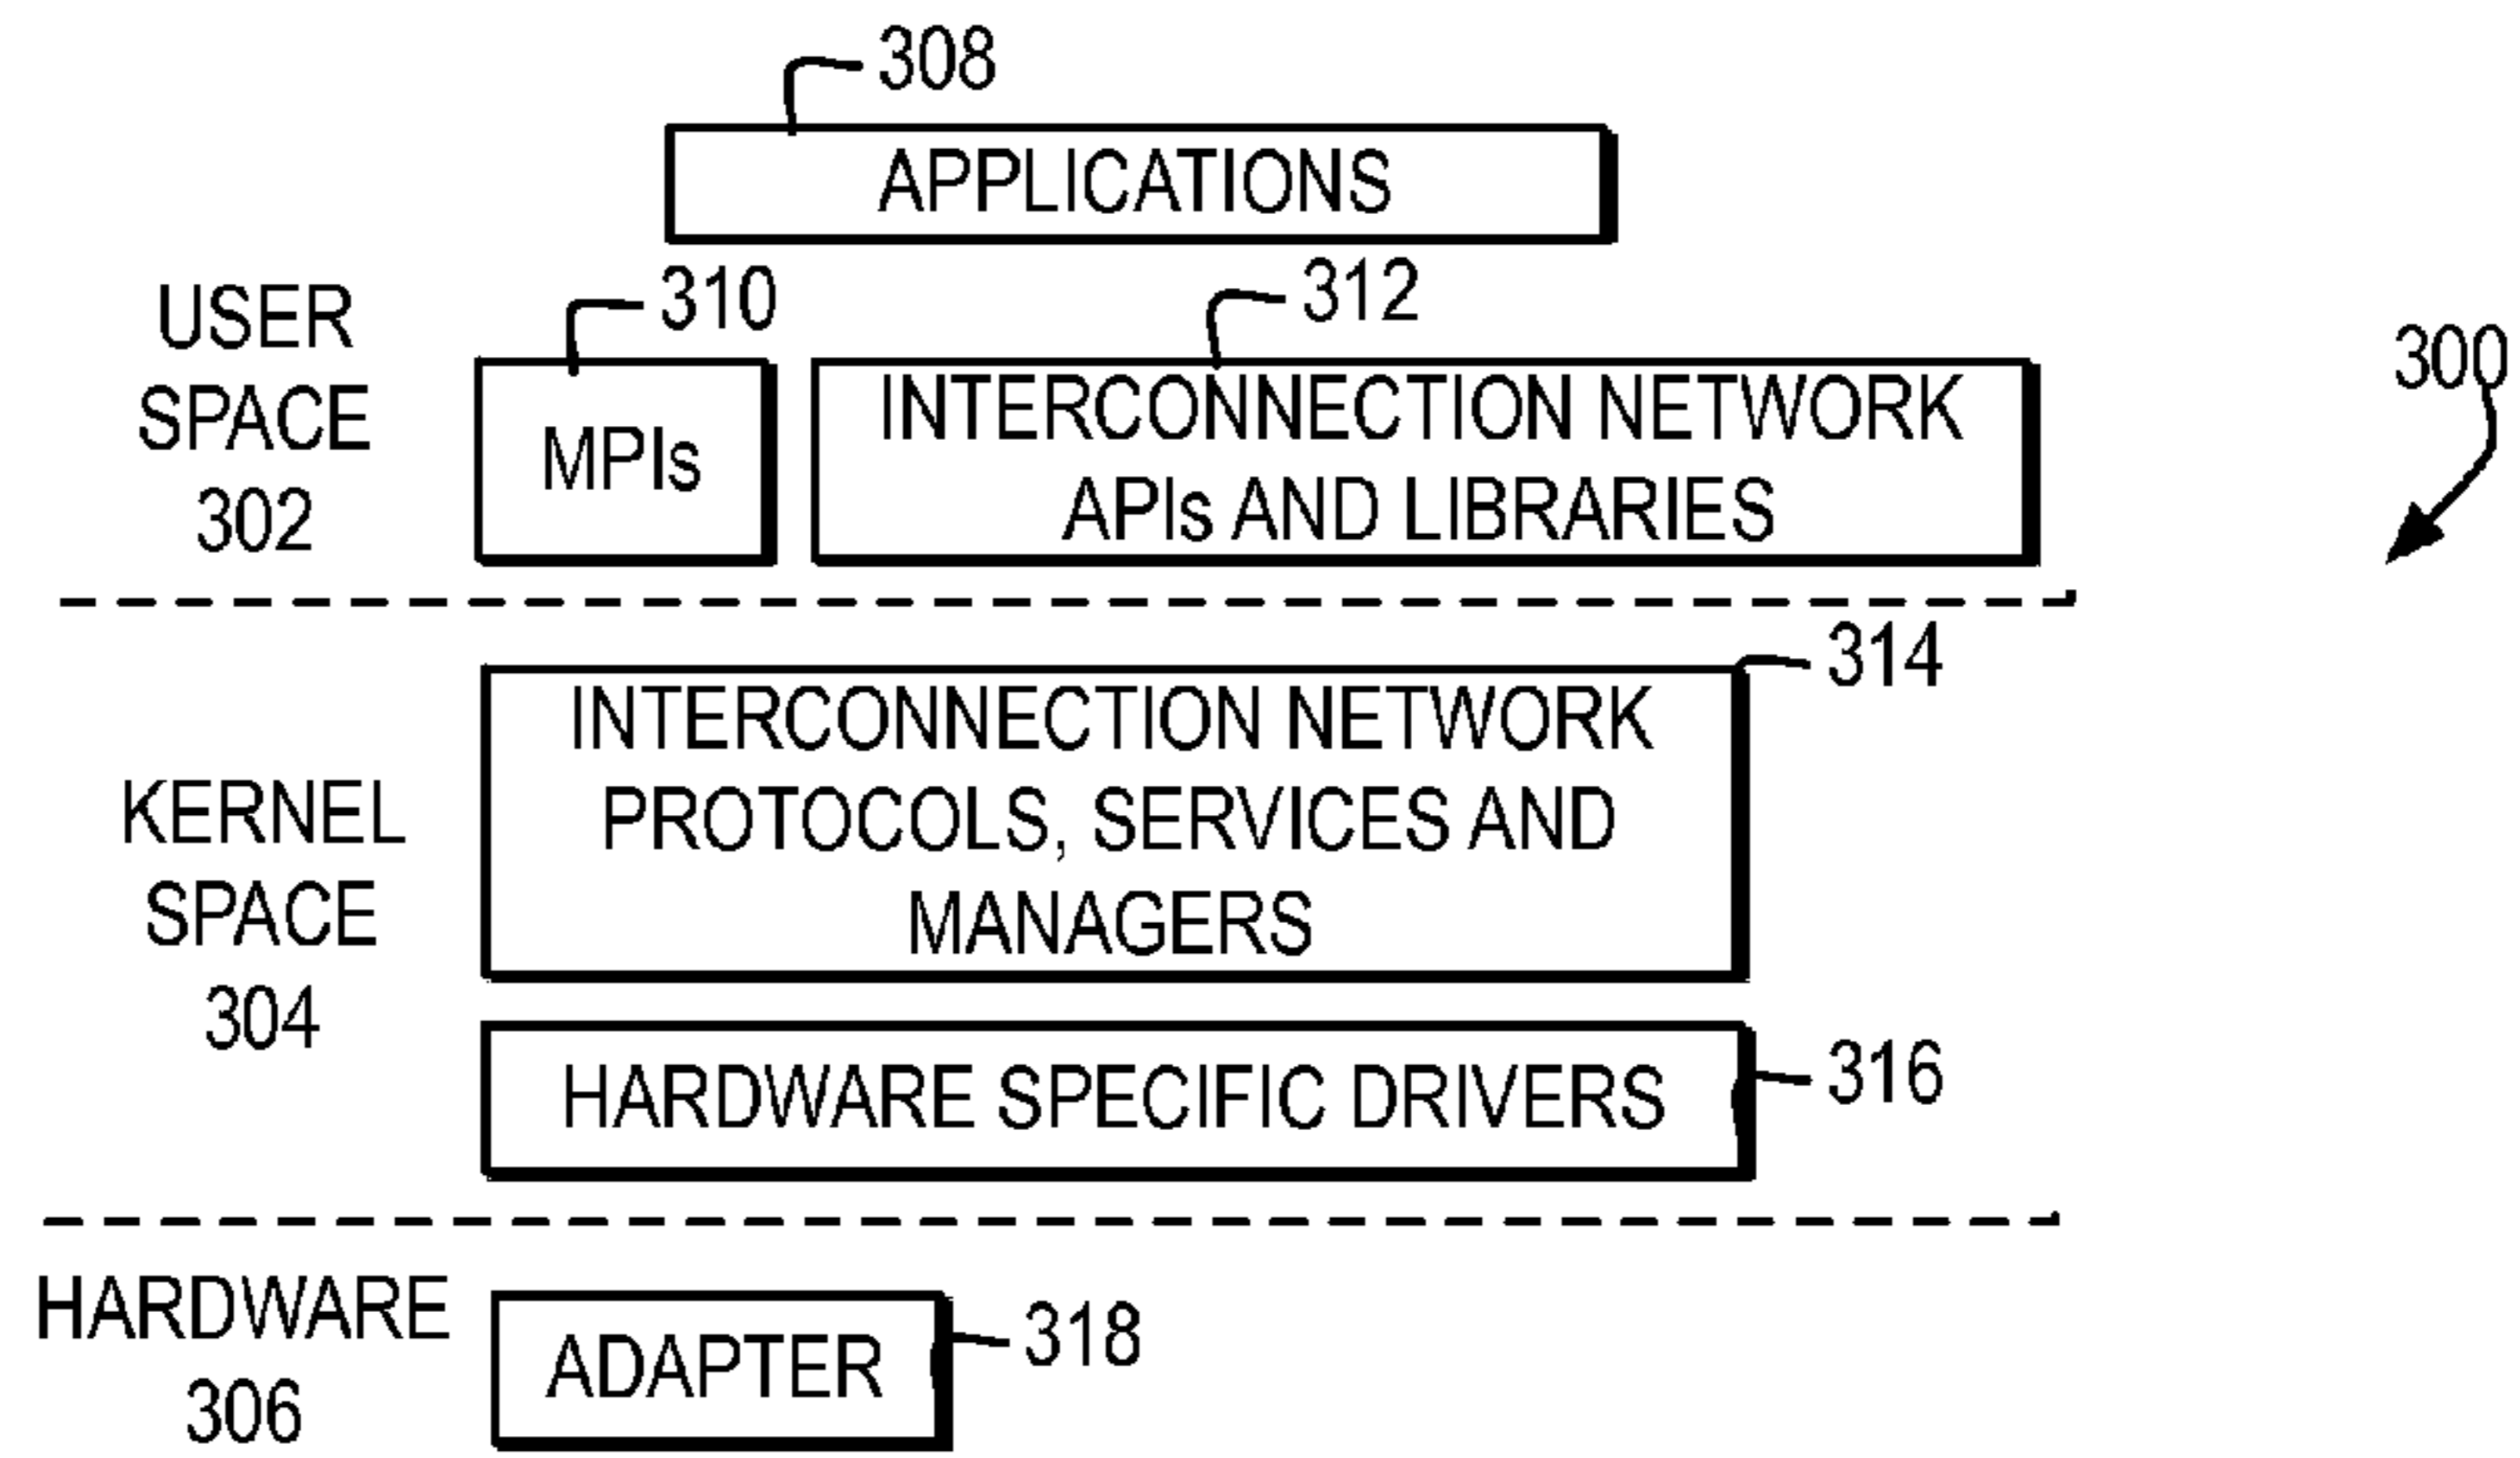 308
APPLICATIONS
310
312
USER
SPACE
302
MPIs
INTERCONNECTION NETWORK
APIs AND LIBRARIES
300
314
INTERCONNECTION NETWORK
PROTOCOLS, SERVICES AND
MANAGERS
KERNEL
SPACE
304
HARDWARE SPECIFIC DRIVERS
316
HARDWARE
306
ADAPTER
318